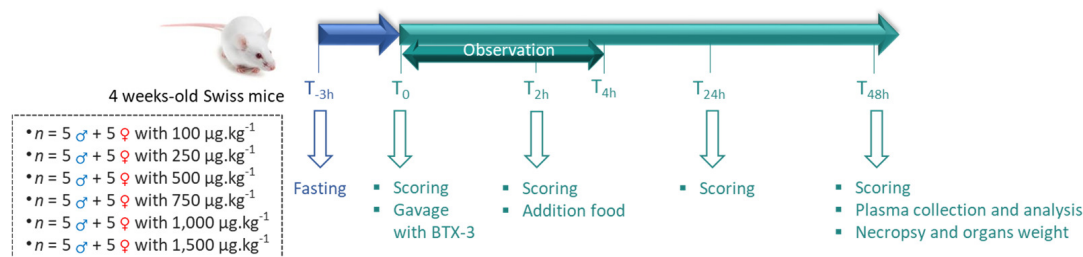 Observation
T-3h
T0
T2h
T4h
T24h
T48h
4 weeks-old Swiss mice
•n = 5 ♂ + 5 ♀ with 100 µg.kg-1
•n = 5 ♂ + 5 ♀ with 250 µg.kg-1
•n = 5 ♂ + 5 ♀ with 500 µg.kg-1
•n = 5 ♂ + 5 ♀ with 750 µg.kg-1
•n = 5 ♂ + 5 ♀ with 1,000 µg.kg-1
•n = 5 ♂ + 5 ♀ with 1,500 µg.kg-1
Fasting
▪ Scoring
▪ Gavage
with BTX-3
▪ Scoring
▪ Addition food
▪ Scoring
▪ Scoring
▪ Plasma collection and analysis
▪ Necropsy and organs weight